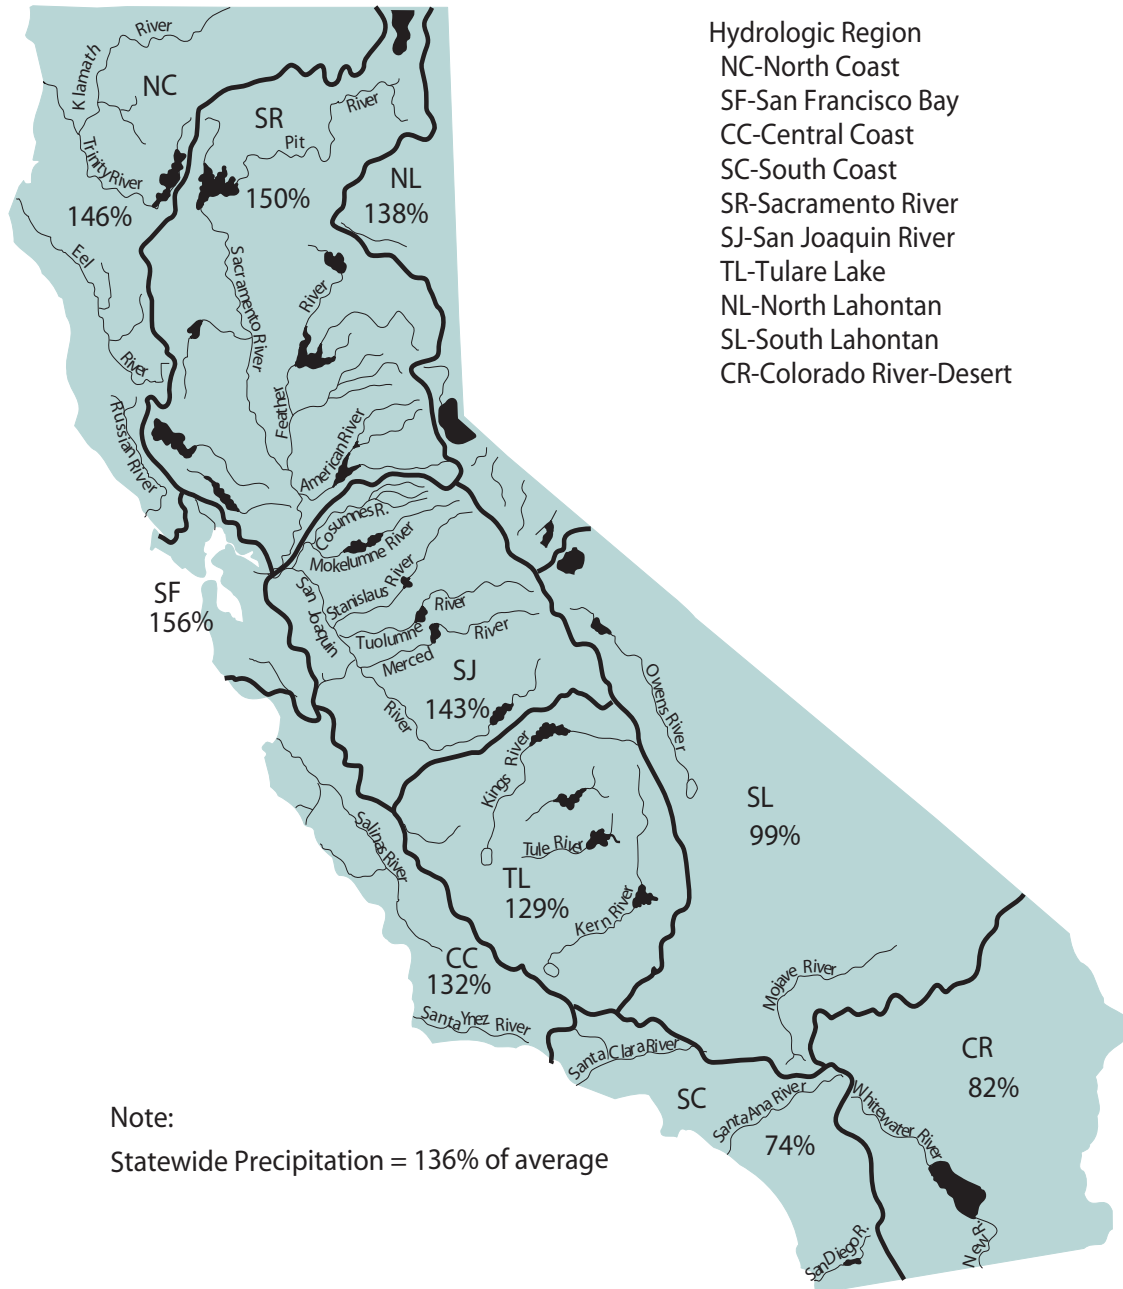 Hydrologic Region
NC-North Coast
SF-San Francisco Bay
CC-Central Coast
SC-South Coast
SR-Sacramento River
SJ-San Joaquin River
TL-Tulare Lake
NL-North Lahontan
SL-South Lahontan
CR-Colorado River-Desert
Klamath River
NC
SR
Pit River
Trinity River
146%
150%
NL
138%
Eel River
Sacramento River
River
Feather
Russian River
American River
Cosumnes R.
Mokelumne River
SF
156%
San Joaquin River
Stanislaus River
Tuolumne River
Merced River
SJ
143%
Owens River
Kings River
SL
99%
Salinas River
Tule River
TL
129%
Kern River
CC
132%
Mojave River
Santa Ynez River
Santa Clara River
CR
82%
SC
Santa Ana River
Whitewater River
74%
Note:
Statewide Precipitation = 136% of average
San Diego R.
New R.